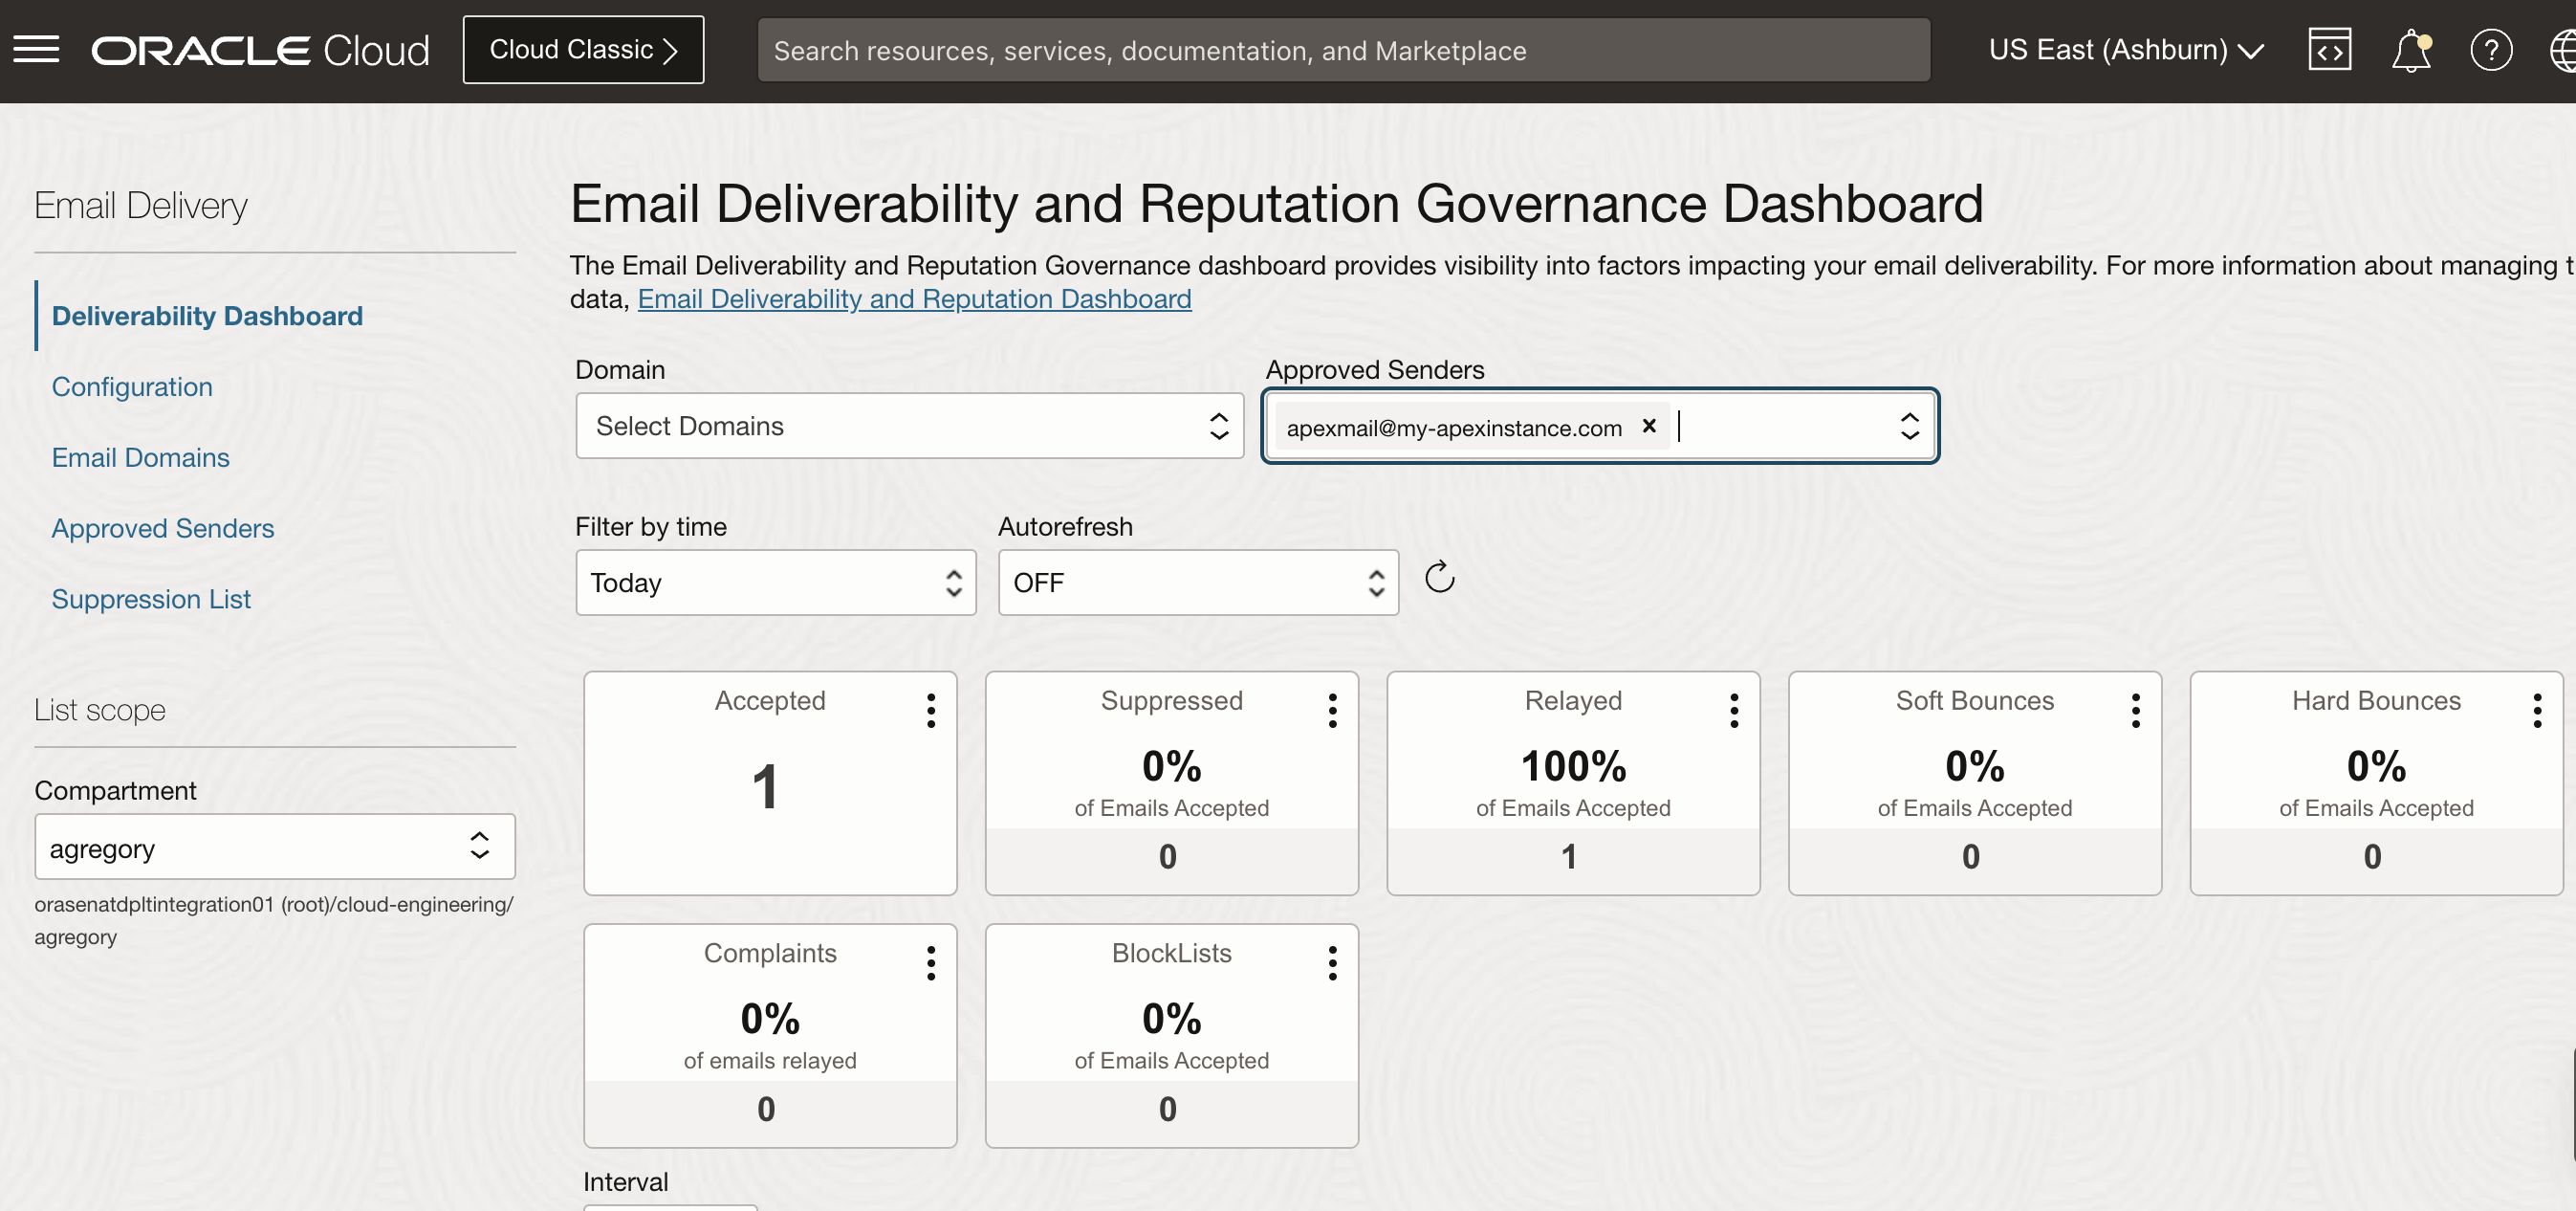 ORACLE Cloud
Cloud Classic
Search resources, services, documentation, and Marketplace
US East (Ashburn)
Email Delivery
Deliverability Dashboard
Configuration
Email Domains
Approved Senders
Suppression List
List scope
Compartment
agregory
orasenatdpltintegration01 (root)/cloud-engineering/
agregory
Email Deliverability and Reputation Governance Dashboard
The Email Deliverability and Reputation Governance dashboard provides visibility into factors impacting your email deliverability. For more information about managing
data, Email Deliverability and Reputation Dashboard
Domain
Select Domains
Approved Senders
apexmail@my-apexinstance.com
Filter by time
Today
Autorefresh
OFF
Accepted
1
Suppressed
0%
of Emails Accepted
0
Relayed
100%
of Emails Accepted
1
Soft Bounces
0%
of Emails Accepted
0
Hard Bounces
0%
of Emails Accepted
0
Complaints
0%
of emails relayed
0
BlockLists
0%
of Emails Accepted
0
Interval